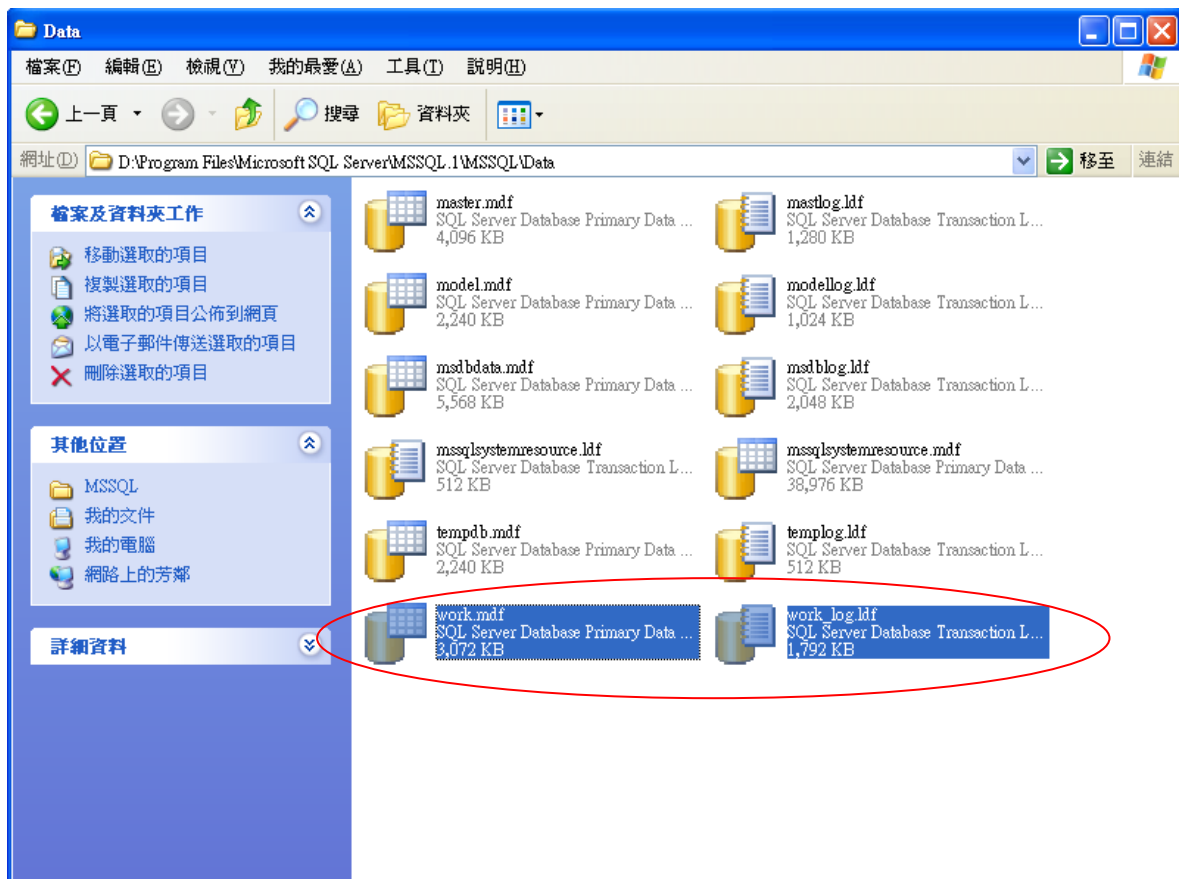 Data
檔案(F) 編輯(E) 檢視(V) 我的最愛(A) 工具(T) 說明(H)
上一頁 搜尋 資料夾
網址(D) D:\Program Files\Microsoft SQL Server\MSSQL.1\MSSQL\Data 移至 連結
檔案及資料夾工作
移動選取的項目
複製選取的項目
將選取的項目公佈到網頁
以電子郵件傳送選取的項目
刪除選取的項目
其他位置
MSSQL
我的文件
我的電腦
網路上的芳鄰
詳細資料
master.mdf
SQL Server Database Primary Data ...
4,096 KB
mastlog.ldf
SQL Server Database Transaction L...
1,280 KB
model.mdf
SQL Server Database Primary Data ...
2,240 KB
modellog.ldf
SQL Server Database Transaction L...
1,024 KB
msdbdata.mdf
SQL Server Database Primary Data ...
5,568 KB
msdblog.ldf
SQL Server Database Transaction L...
2,048 KB
mssqlsystemresource.ldf
SQL Server Database Transaction L...
512 KB
mssqlsystemresource.mdf
SQL Server Database Primary Data ...
38,976 KB
tempdb.mdf
SQL Server Database Primary Data ...
2,240 KB
templog.ldf
SQL Server Database Transaction L...
512 KB
work.mdf
SQL Server Database Primary Data ...
3,072 KB
work_log.ldf
SQL Server Database Transaction L...
1,792 KB